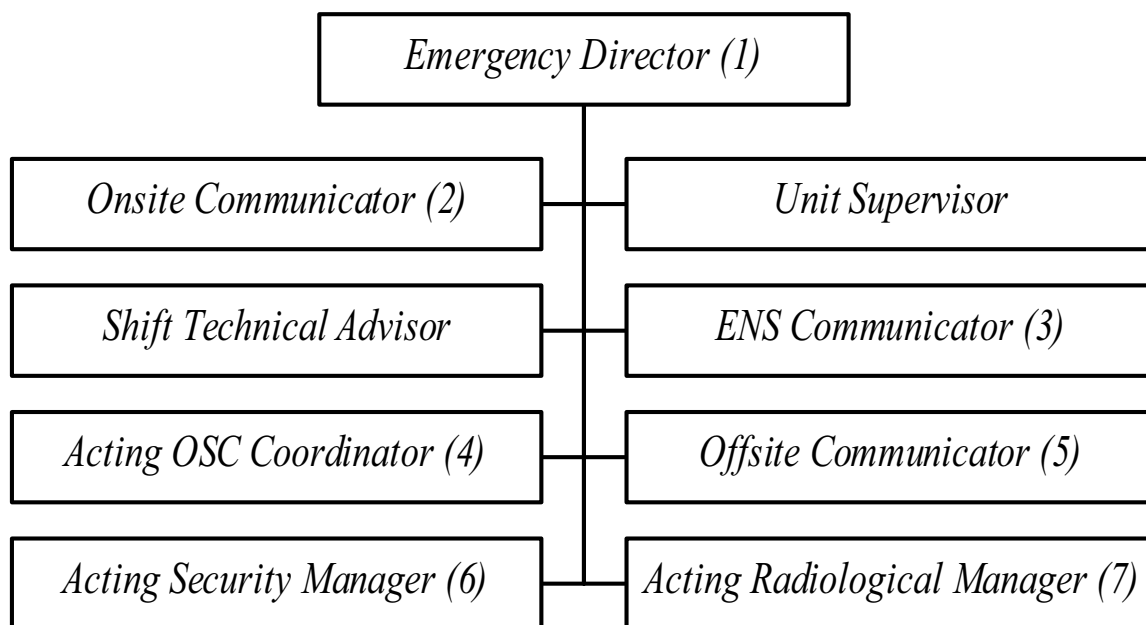 Emergency Director (1)
Onsite Communicator (2)
Unit Supervisor
Shift Technical Advisor
ENS Communicator (3)
Acting OSC Coordinator (4)
Offsite Communicator (5)
Acting Security Manager (6)
Acting Radiological Manager (7)